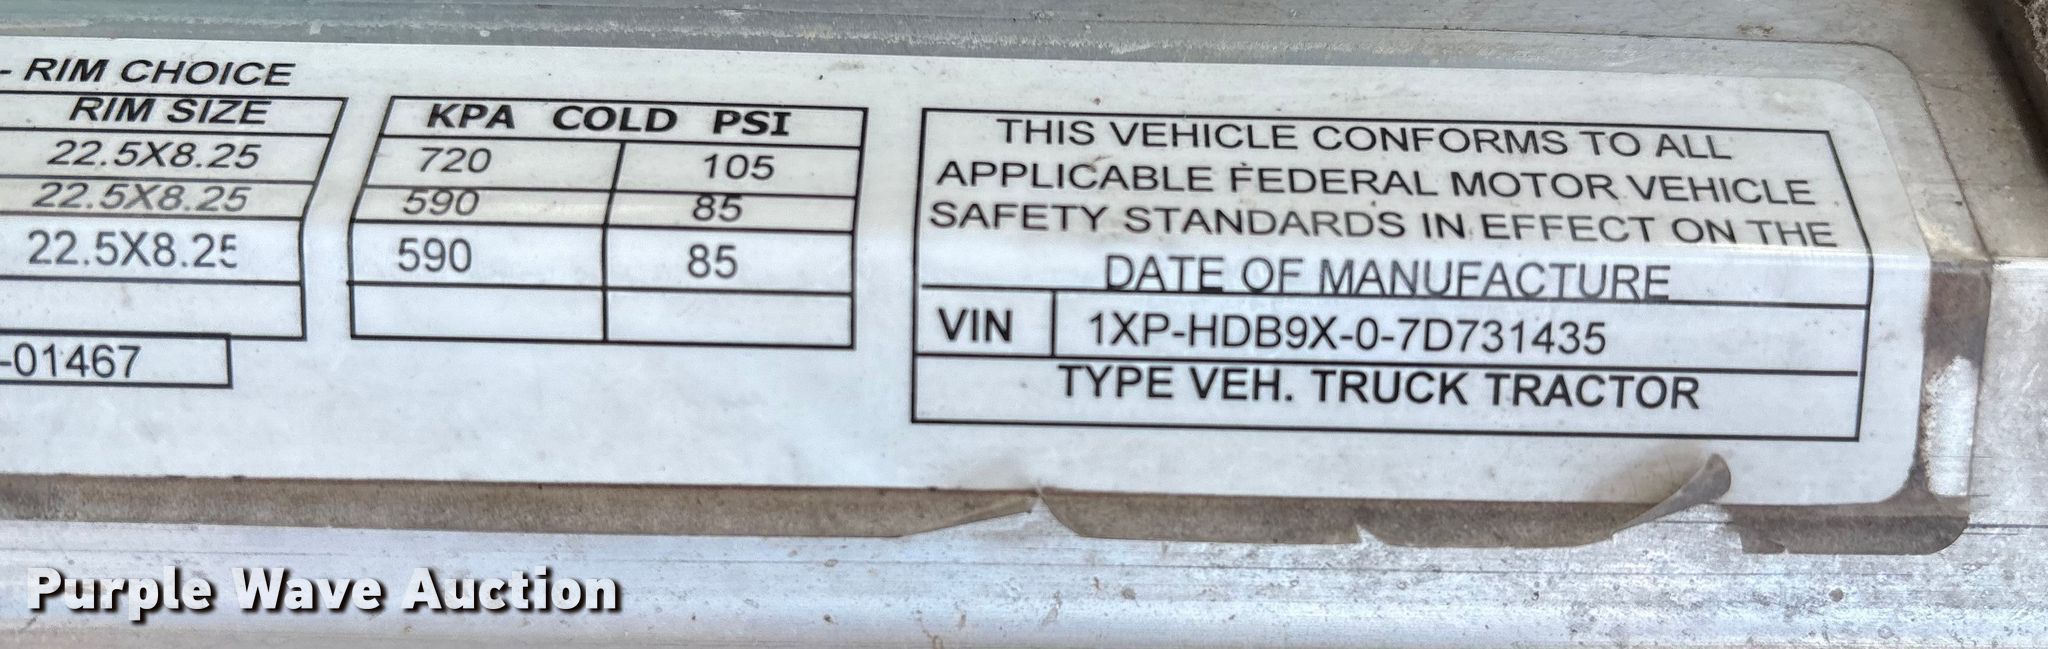 - RIM CHOICE
RIM SIZE
22.5X8.25
22.5X8.25
22.5X8.25
-01467
KPA COLD PSI
720 105
590 85
590 85
THIS VEHICLE CONFORMS TO ALL
APPLICABLE FEDERAL MOTOR VEHICLE
SAFETY STANDARDS IN EFFECT ON THE
DATE OF MANUFACTURE
VIN 1XP-HDB9X-0-7D731435
TYPE VEH. TRUCK TRACTOR
Purple Wave Auction